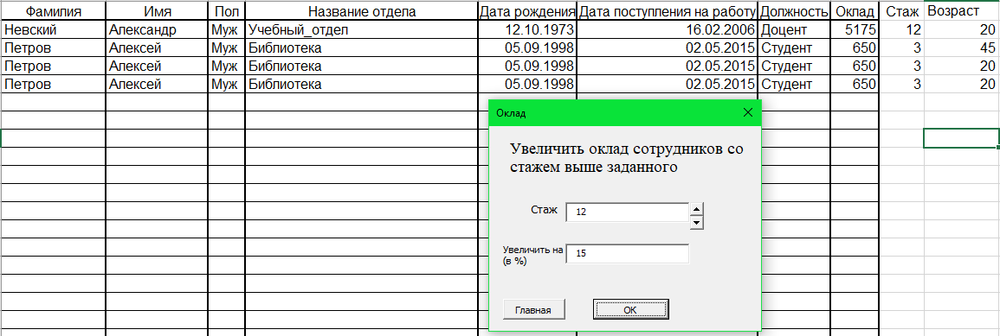 Фамилия Имя Пол Название отдела Дата рождения Дата поступления на работу Должность Оклад Стаж Возраст
Невский Александр Муж Учебный_отдел 12.10.1973 16.02.2006 Доцент 5175 12 20
Петров Алексей Муж Библиотека 05.09.1998 02.05.2015 Студент 650 3 45
Петров Алексей Муж Библиотека 05.09.1998 02.05.2015 Студент 650 3 20
Петров Алексей Муж Библиотека 05.09.1998 02.05.2015 Студент 650 3 20
Оклад
Увеличить оклад сотрудников со
стажем выше заданного
Стаж 12
Увеличить на
(в %) 15
Главная OK